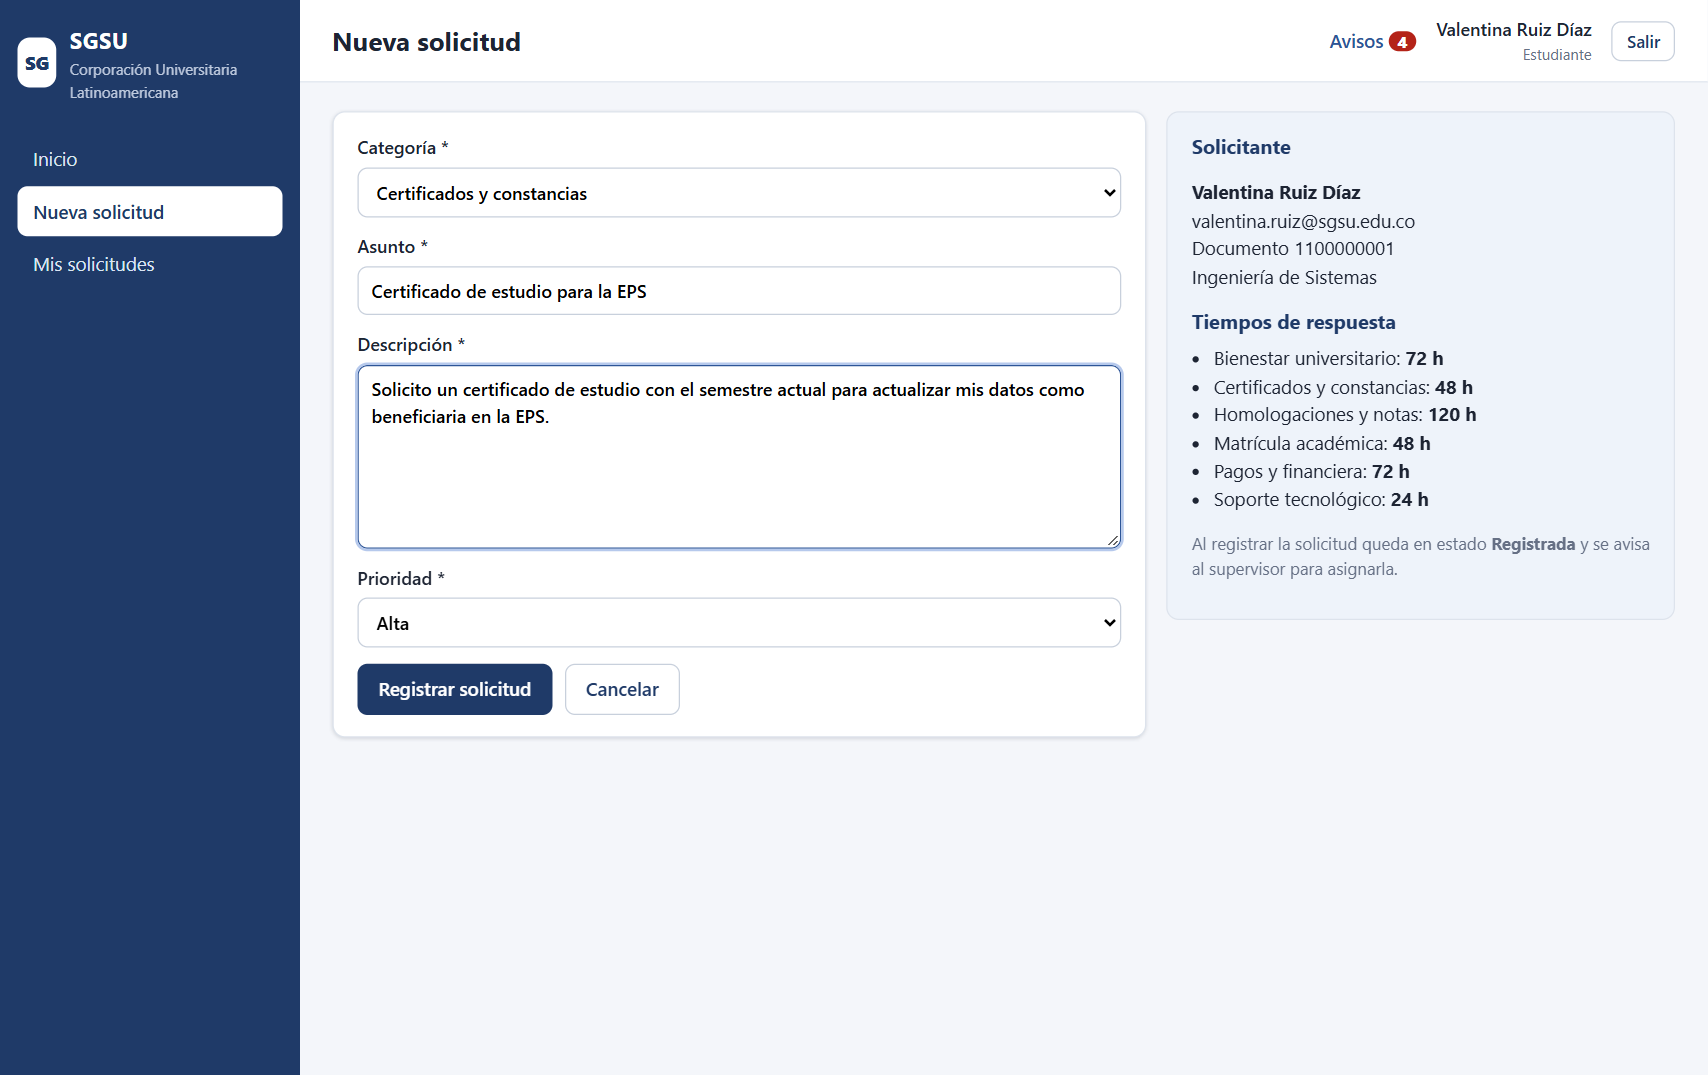 SG
SGSU
Corporación Universitaria
Latinoamericana
Inicio
Nueva solicitud
Mis solicitudes
Nueva solicitud
Avisos 4
Valentina Ruiz Díaz
Estudiante
Salir
Categoría *
Certificados y constancias
Asunto *
Certificado de estudio para la EPS
Descripción *
Solicito un certificado de estudio con el semestre actual para actualizar mis datos como
beneficiaria en la EPS.
Prioridad *
Alta
Registrar solicitud
Cancelar
Solicitante
Valentina Ruiz Díaz
valentina.ruiz@sgsu.edu.co
Documento 1100000001
Ingeniería de Sistemas
Tiempos de respuesta
Bienestar universitario: 72 h
Certificados y constancias: 48 h
Homologaciones y notas: 120 h
Matrícula académica: 48 h
Pagos y financiera: 72 h
Soporte tecnológico: 24 h
Al registrar la solicitud queda en estado Registrada y se avisa
al supervisor para asignarla.